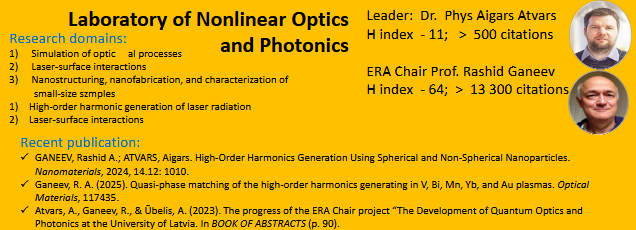 Laboratory of Nonlinear Optics
and Photonics
Leader:  Dr.  Phys Aigars Atvars
H index  - 11;  >  500 citations
ERA Chair Prof. Rashid Ganeev
H index  - 64;  >  13 300 citations
Research domains:
1) Simulation of optic    al processes
2) Laser-surface interactions
3) Nanostructuring, nanofabrication, and characterization of
small-size szmples
1) High-order harmonic generation of laser radiation
2) Laser-surface interactions
Recent publication:
✓ GANEEV, Rashid A.; ATVARS, Aigars. High-Order Harmonics Generation Using Spherical and Non-Spherical Nanoparticles.
Nanomaterials, 2024, 14.12: 1010.
✓ Ganeev, R. A. (2025). Quasi-phase matching of the high-order harmonics generating in V, Bi, Mn, Yb, and Au plasmas. Optical
Materials, 117435.
✓ Atvars, A., Ganeev, R., & Ūbelis, A. (2023). The progress of the ERA Chair project “The Development of Quantum Optics and
Photonics at the University of Latvia. In BOOK OF ABSTRACTS (p. 90).